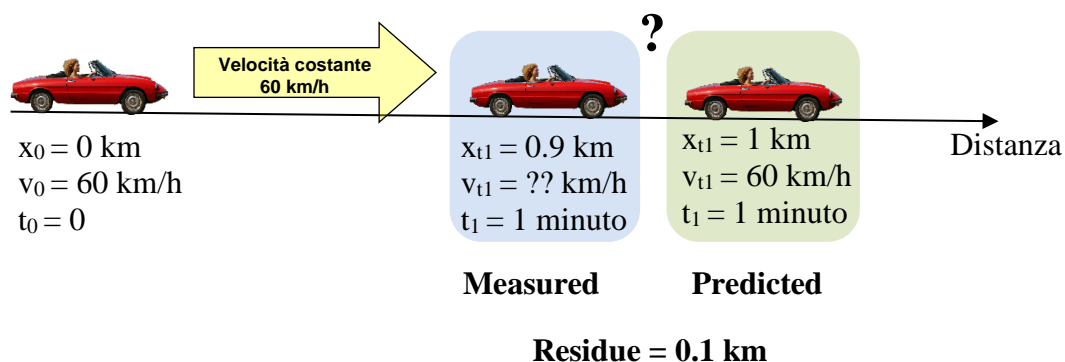 ?
Velocità costante
60 km/h
x0 = 0 km
v0 = 60 km/h
t0 = 0
xt1 = 0.9 km
vt1 = ?? km/h
t1 = 1 minuto
xt1 = 1 km
vt1 = 60 km/h
t1 = 1 minuto
Distanza
Measured
Predicted
Residue = 0.1 km